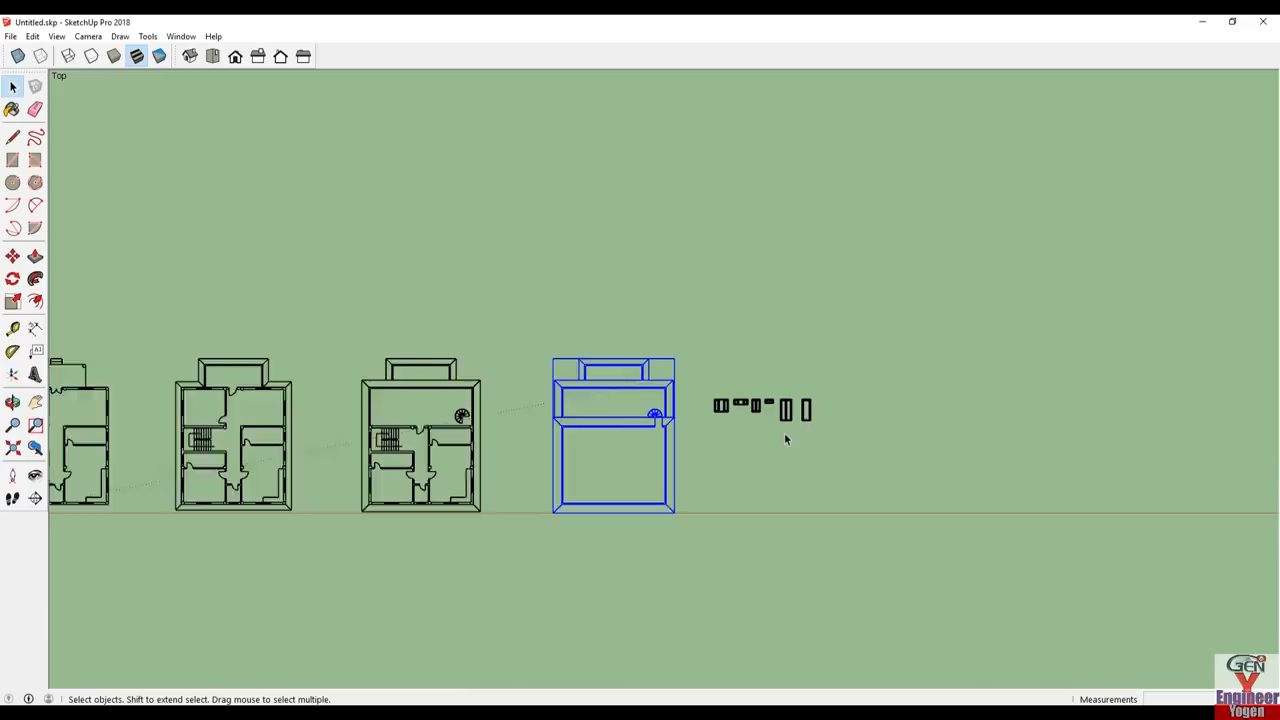 Untitled.skp - SketchUp Pro 2018
File Edit View Camera Draw Tools Window Help
Top
AI
Select objects. Shift to extend select. Drag mouse to select multiple.
Measurements
GEN
Y
Engineer
Yogen